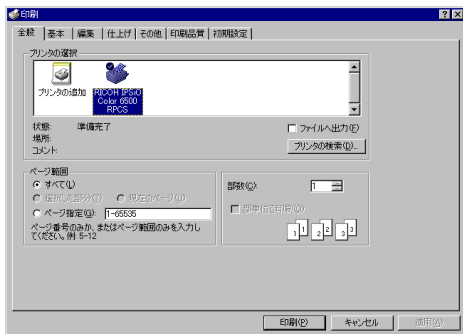 印刷
全般 基本 編集 仕上げ その他 印刷品質 初期設定
プリンタの選択
プリンタの追加
RICOH IPSiO
Color 6500
RPCS
状態: 準備完了
場所:
コメント:
ファイルへ出力(F)
プリンタの検索(D)...
ページ範囲
すべて(L)
選択した部分(T) 現在のページ(U)
ページ指定(G): 1-65535
ページ番号のみか、またはページ範囲のみを入力し
てください。例 5-12
部数(C): 1
部単位で印刷(O)
1 1 2 2 3 3
印刷(P) キャンセル 適用(A)